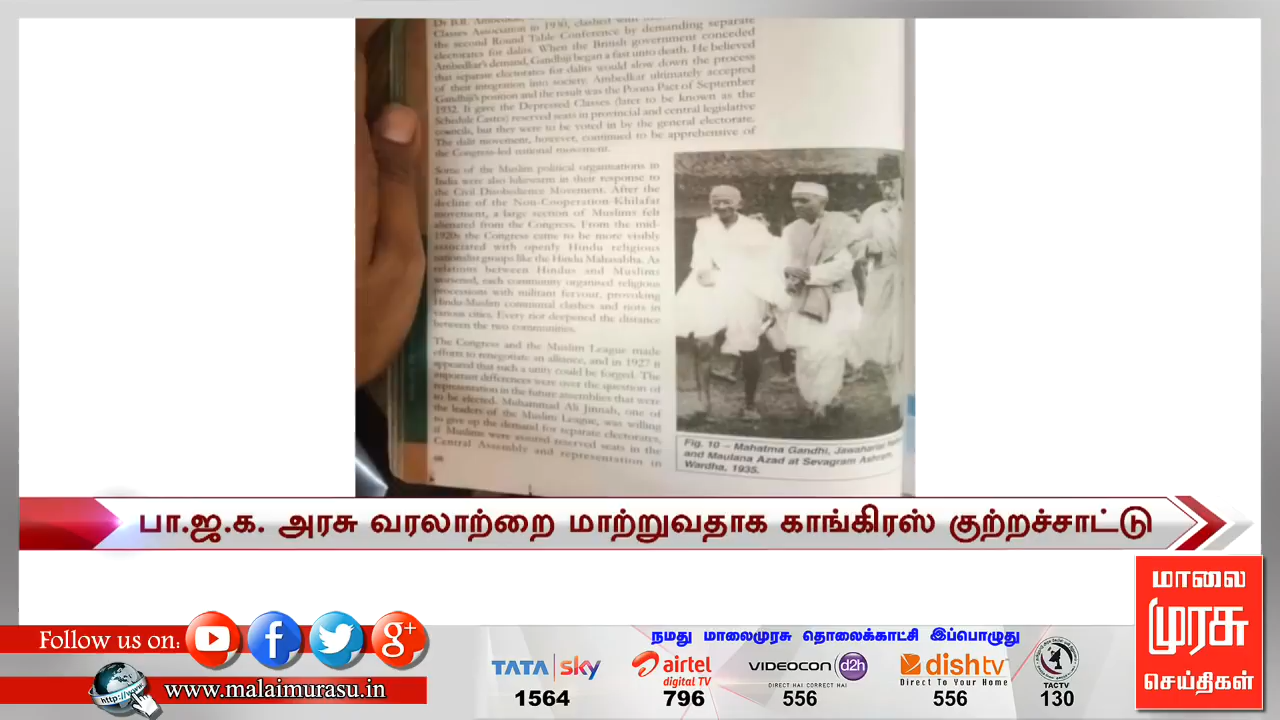 Classes Association in 1930, clashed with
the second Round Table Conference by demanding separate
electorates for dalits. When the British government conceded
Ambedkar's demand, Gandhiji began a fast unto death. He believed
that separate electorates for dalits would slow down the process
of their integration into society. Ambedkar ultimately accepted
Gandhiji's position and the result was the Poona Pact of September
1932. It gave the Depressed Classes (later to be known as the
Schedule Castes) reserved seats in provincial and central legislative
councils, but they were to be voted in by the general electorate.
The dalit movement, however, continued to be apprehensive of
the Congress-led national movement.
Some of the Muslim political organisations in
India were also lukewarm in their response to
the Civil Disobedience Movement. After the
decline of the Non-Cooperation-Khilafat
movement, a large section of Muslims felt
alienated from the Congress. From the mid-
1920s the Congress came to be more visibly
associated with openly Hindu religious
nationalist groups like the Hindu Mahasabha. As
relations between Hindus and Muslims
worsened, each community organised religious
processions with militant fervour, provoking
Hindu-Muslim communal clashes and riots in
various cities. Every riot deepened the distance
between the two communities.
The Congress and the Muslim League made
efforts to renegotiate an alliance, and in 1927 it
appeared that such a unity could be forged. The
important differences were over the question of
representation in the future assemblies that were
to be elected. Muhammad Ali Jinnah, one of
the leaders of the Muslim League, was willing
to give up the demand for separate electorates,
if Muslims were assured reserved seats in the
Central Assembly and representation in
Fig. 10 – Mahatma Gandhi, Jawaharlal
and Maulana Azad at Sevagram Ashram,
Wardha, 1935.
பா.ஜ.க. அரசு வரலாற்றை மாற்றுவதாக காங்கிரஸ் குற்றச்சாட்டு
மாலை
முரசு
செய்திகள்
Follow us on:
www.malaimurasu.in
நமது மாலைமுரசு தொலைக்காட்சி இப்பொழுது
TATA sky
1564
airtel
digital TV
796
VIDEOCON d2h
DIRECT HAI CORRECT HAI
556
dishtv
Direct To Your Home
556
TACTV
130